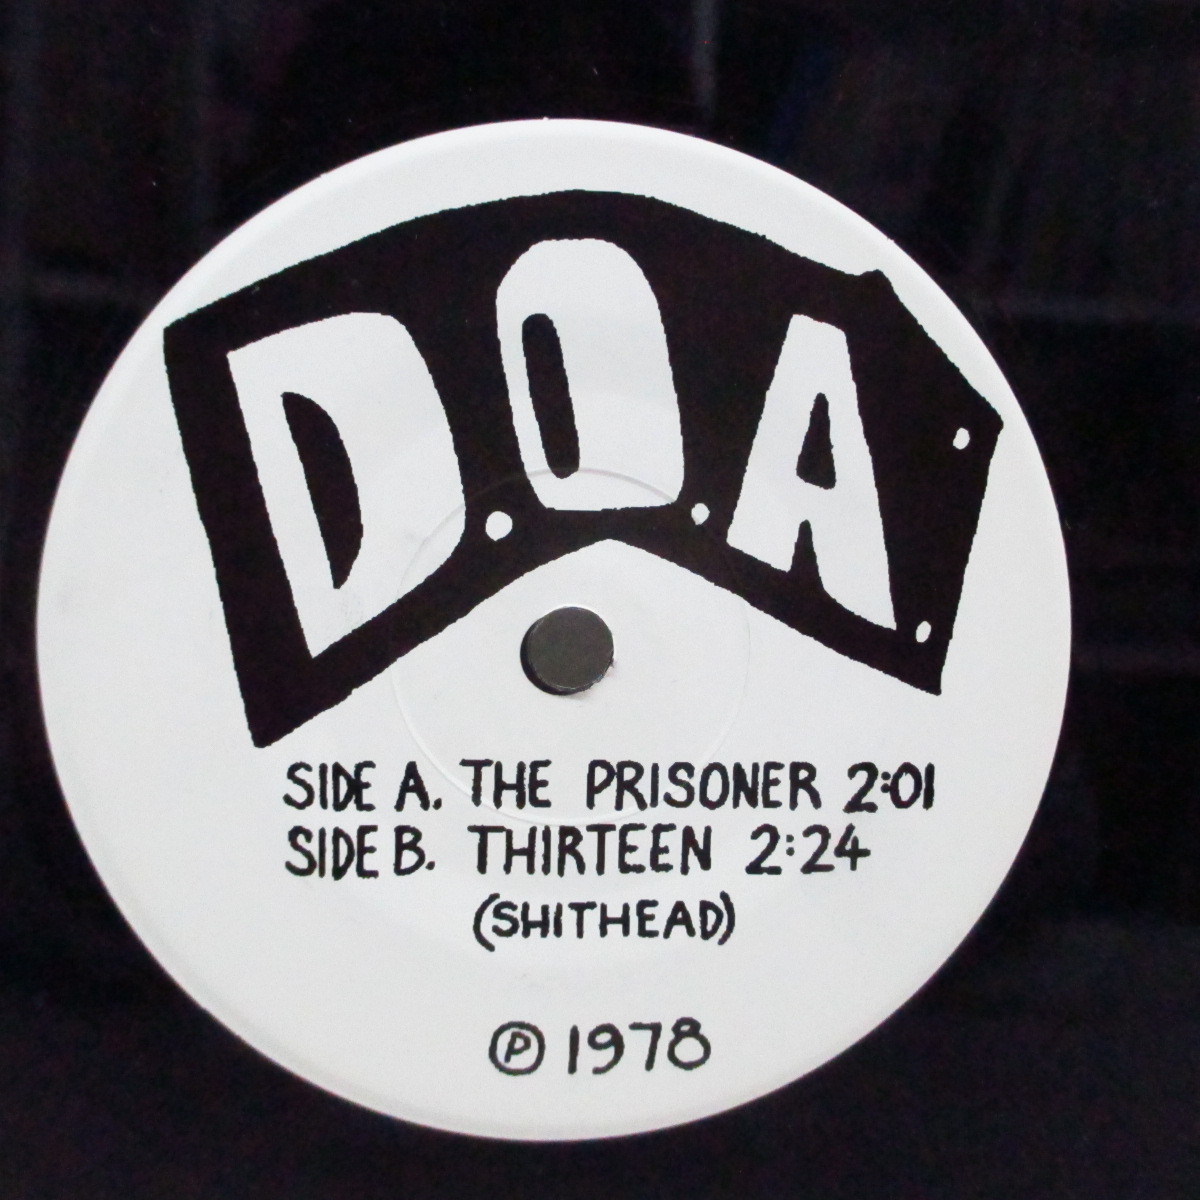 D.O.A.
SIDE A. THE PRISONER 2:01
SIDE B. THIRTEEN 2:24
(SHITHEAD)
℗ 1978